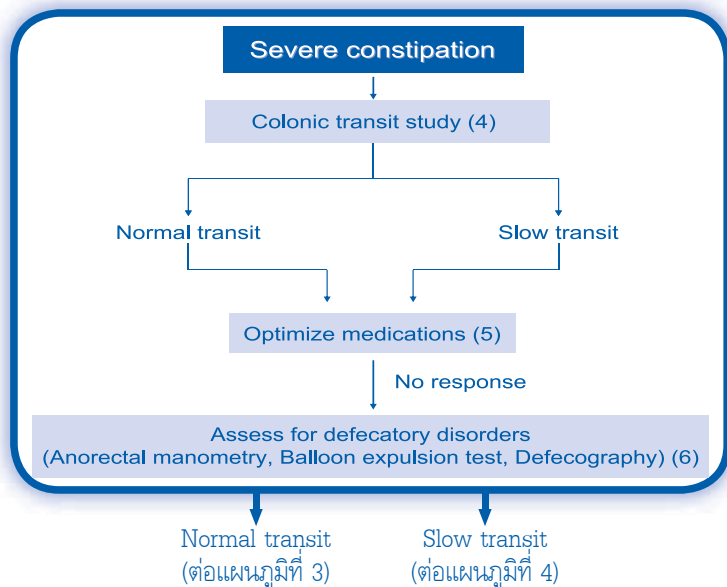 Severe constipation
Colonic transit study (4)
Normal transit
Slow transit
Optimize medications (5)
No response
Assess for defecatory disorders
(Anorectal manometry, Balloon expulsion test, Defecography) (6)
Normal transit
(ต่อแผนภูมิที่ 3)
Slow transit
(ต่อแผนภูมิที่ 4)